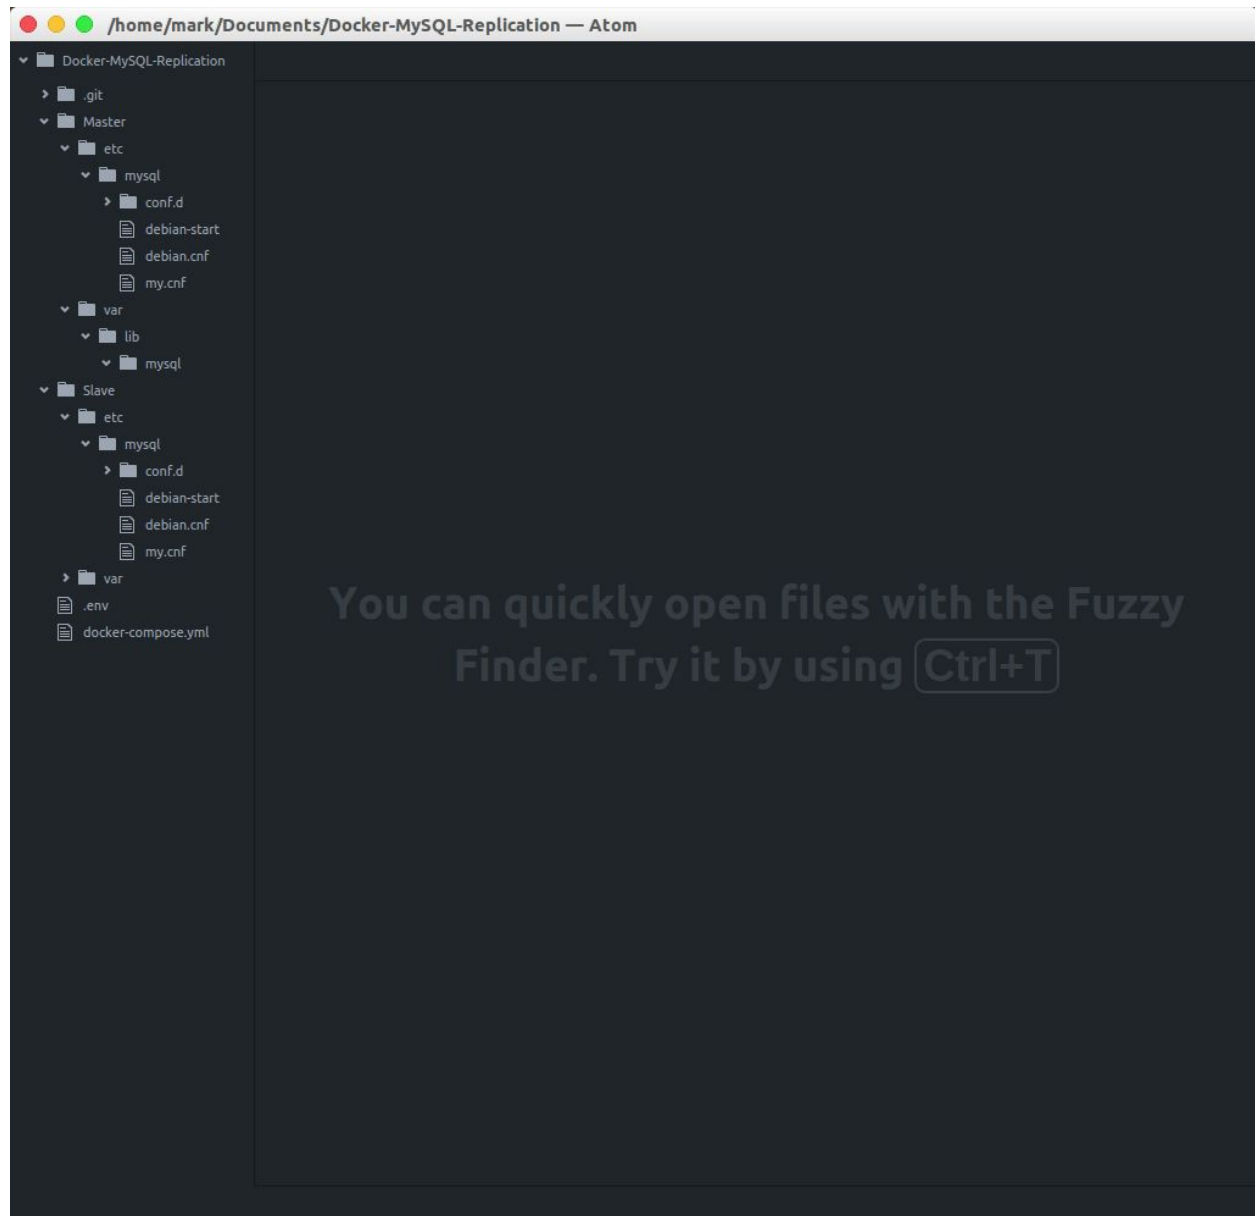 /home/mark/Documents/Docker-MySQL-Replication — Atom
Docker-MySQL-Replication
.git
Master
etc
mysql
conf.d
debian-start
debian.cnf
my.cnf
var
lib
mysql
Slave
etc
mysql
conf.d
debian-start
debian.cnf
my.cnf
var
.env
docker-compose.yml
You can quickly open files with the Fuzzy
Finder. Try it by using Ctrl+T